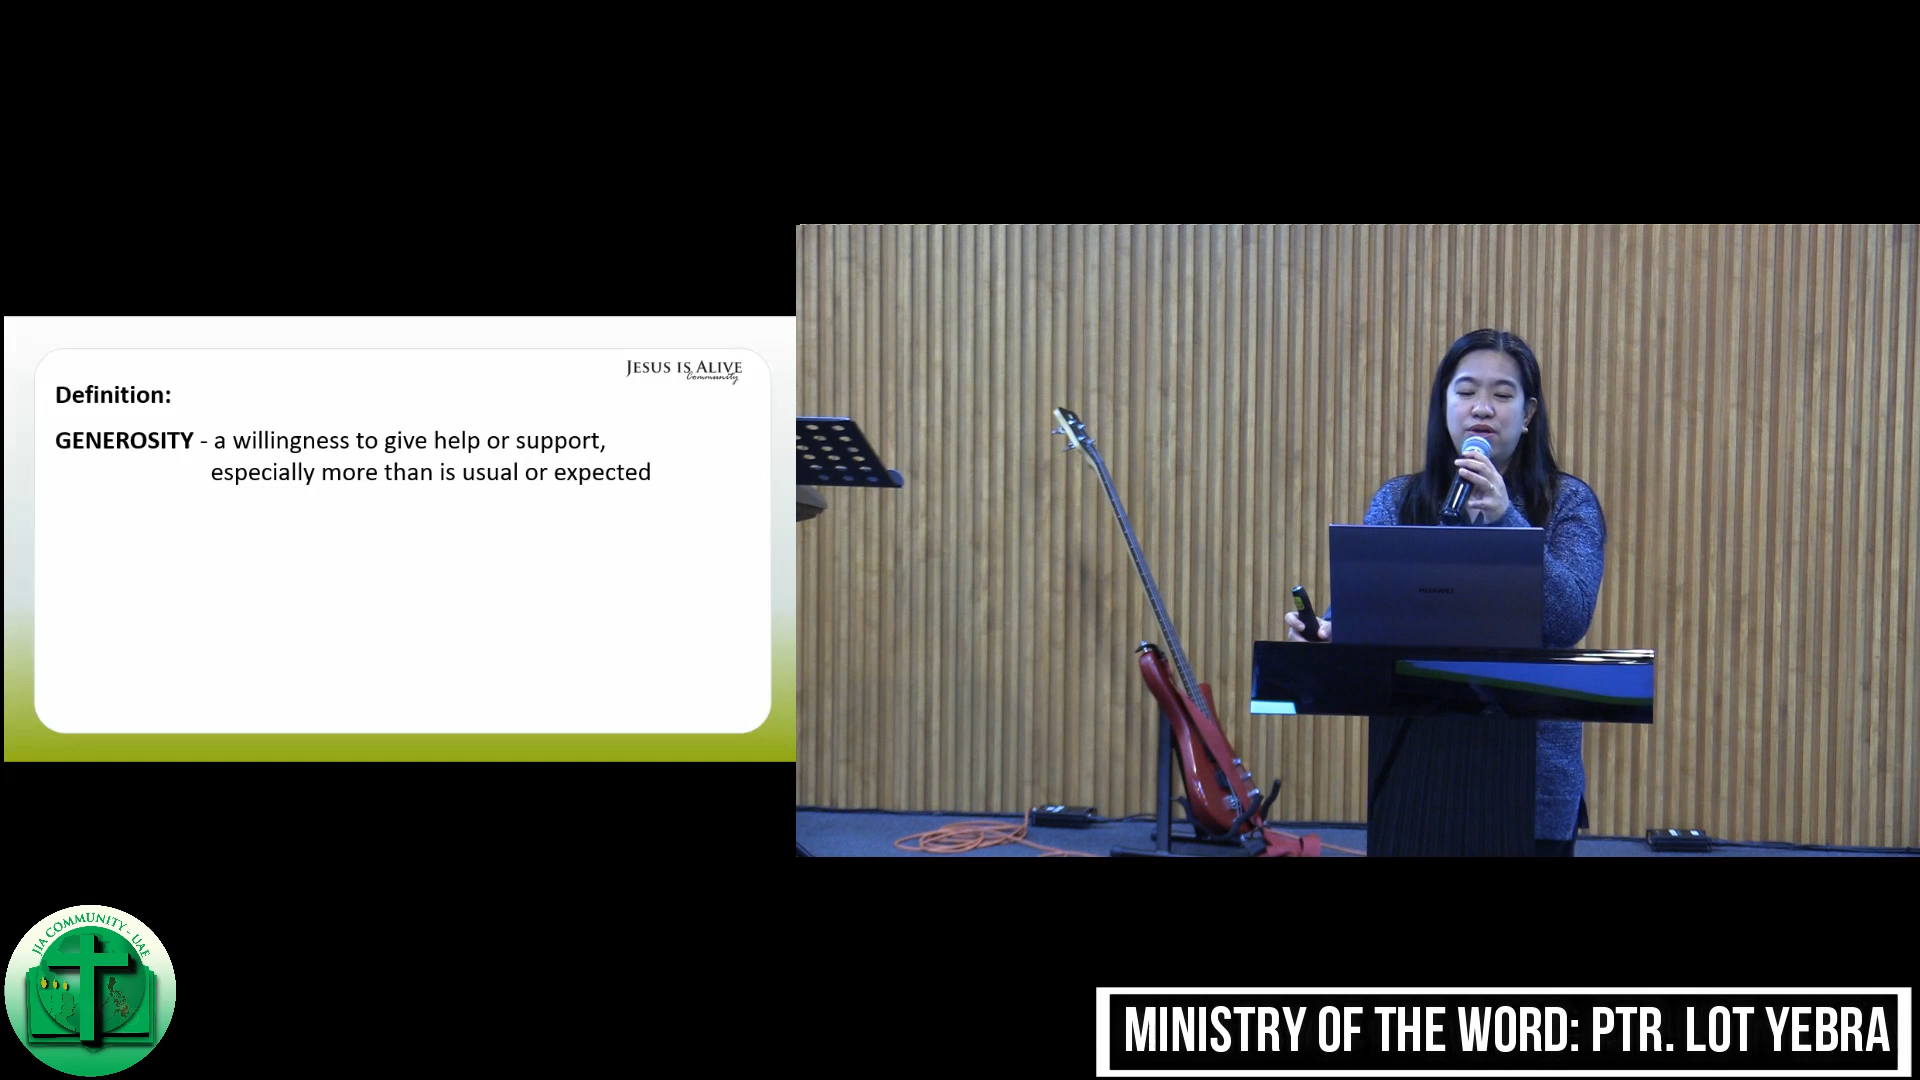 JESUS IS ALIVE
Community
Definition:
GENEROSITY - a willingness to give help or support,
especially more than is usual or expected
HUAWEI
JIA COMMUNITY - UAE
MINISTRY OF THE WORD: PTR. LOT YEBRA